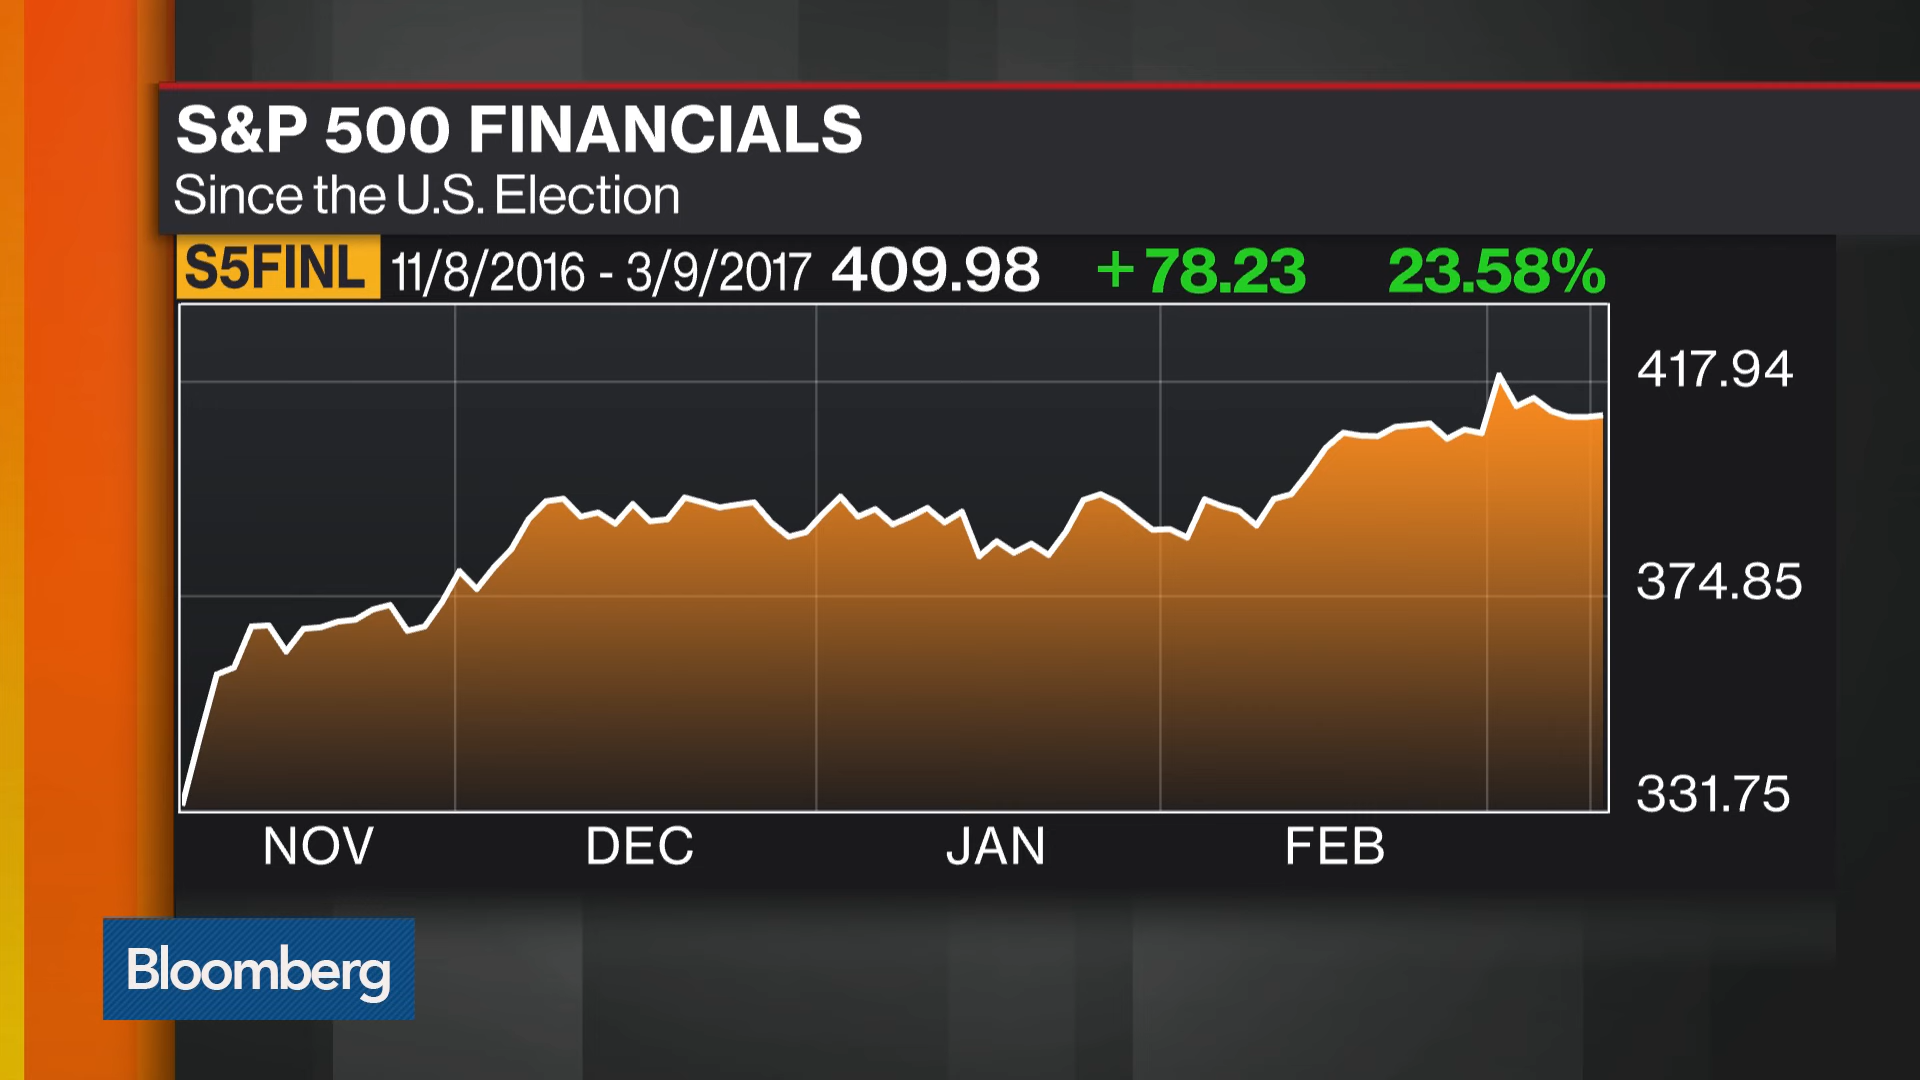 S&P 500 FINANCIALS
Since the U.S. Election
S5FINL 11/8/2016 - 3/9/2017 409.98 +78.23 23.58%
417.94
374.85
331.75
NOV DEC JAN FEB
Bloomberg